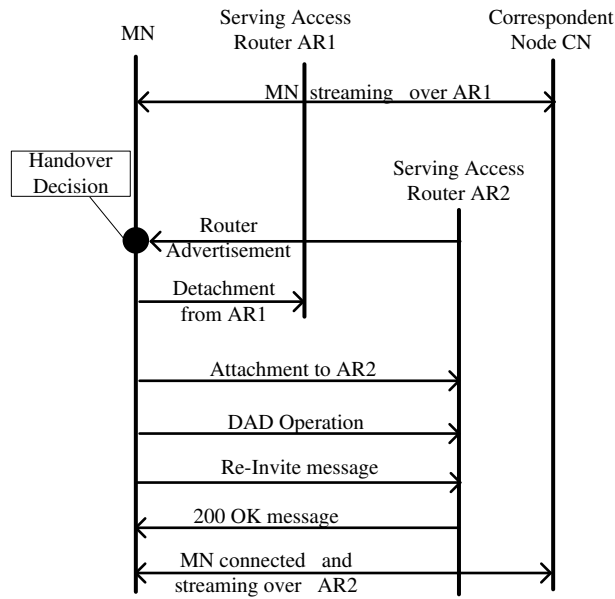 MN
Serving Access
Router AR1
Correspondent
Node CN
MN streaming over AR1
Handover
Decision
Serving Access
Router AR2
Router
Advertisement
Detachment
from AR1
Attachment to AR2
DAD Operation
Re-Invite message
200 OK message
MN connected and
streaming over AR2